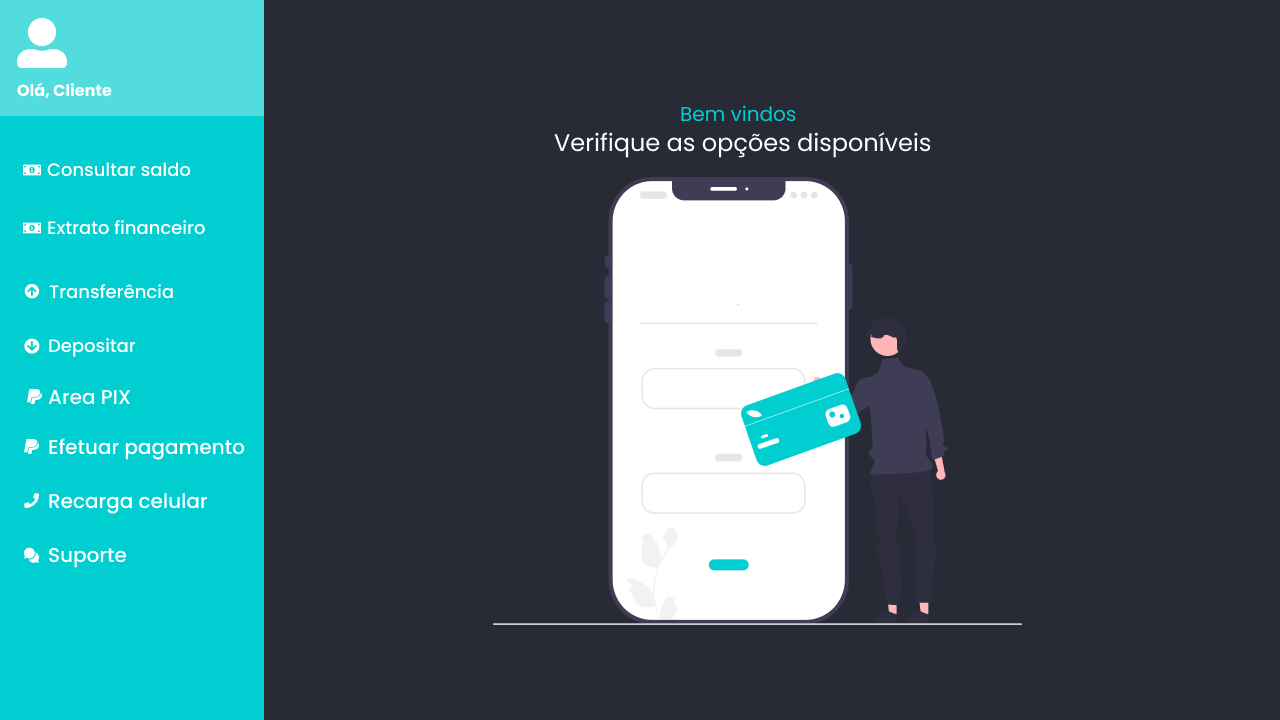 Olá, Cliente
Consultar saldo
Extrato financeiro
Transferência
Depositar
Area PIX
Efetuar pagamento
Recarga celular
Suporte
Bem vindos
Verifique as opções disponíveis